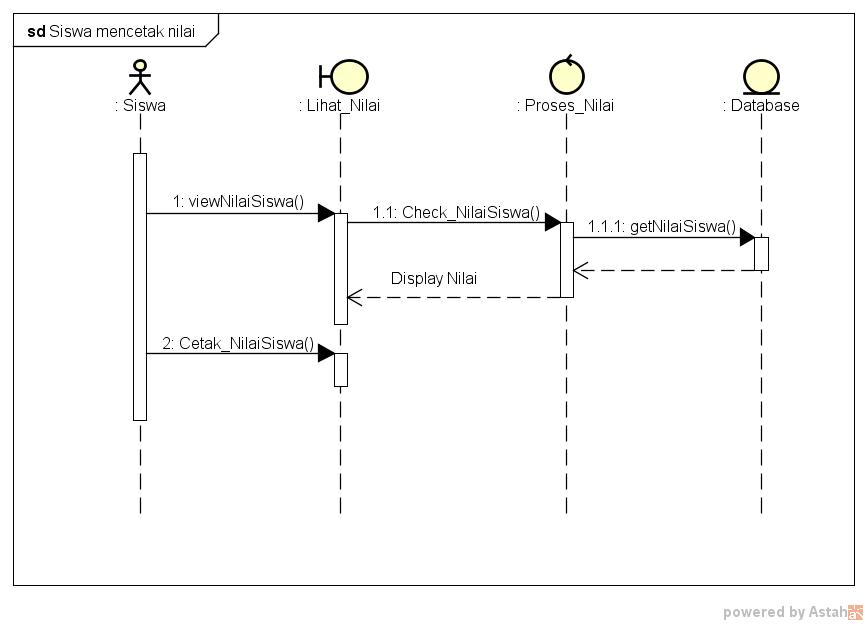 sd Siswa mencetak nilai
: Siswa
: Lihat_Nilai
: Proses_Nilai
: Database
1: viewNilaiSiswa()
1.1: Check_NilaiSiswa()
1.1.1: getNilaiSiswa()
Display Nilai
2: Cetak_NilaiSiswa()
powered by Astah